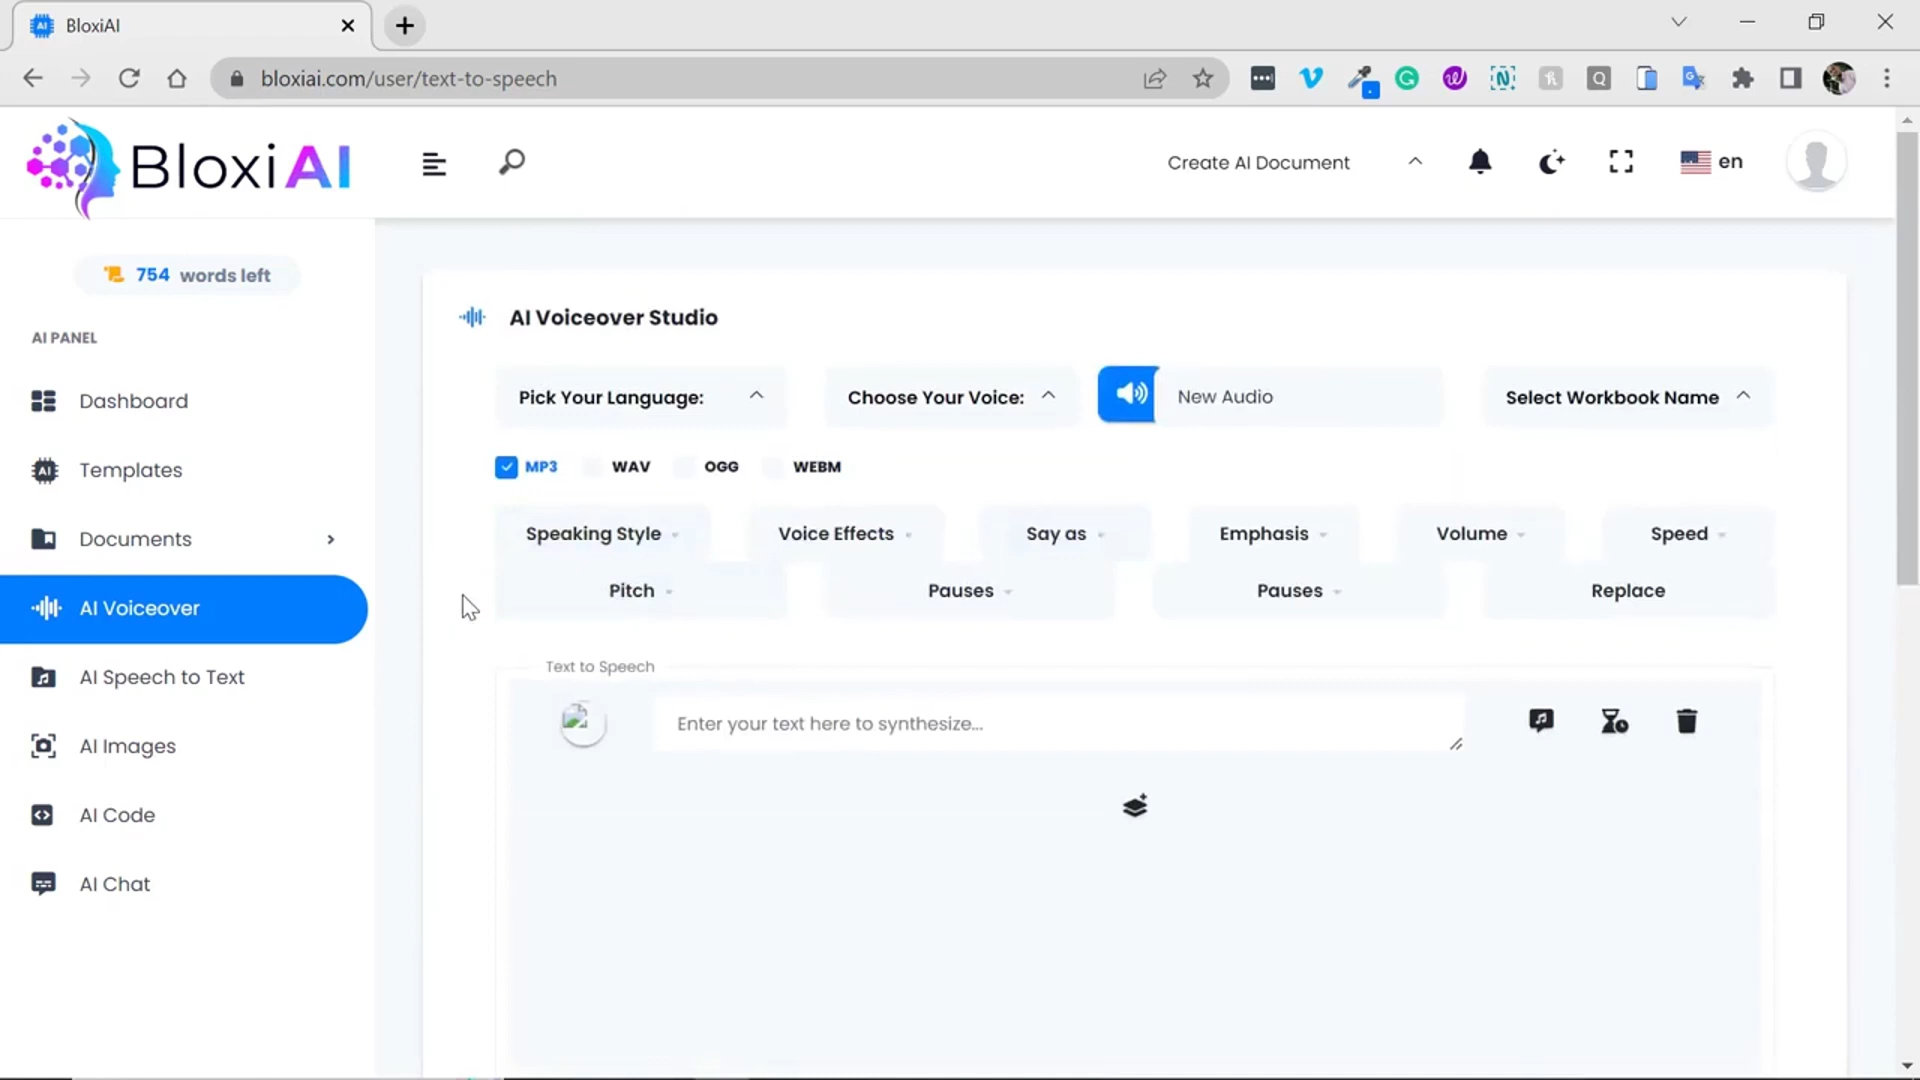 BloxiAI
bloxiai.com/user/text-to-speech
BloxiAI
Create AI Document
en
754 words left
AI PANEL
Dashboard
Templates
Documents
AI Voiceover
AI Speech to Text
AI Images
AI Code
AI Chat
AI Voiceover Studio
Pick Your Language:
Choose Your Voice:
New Audio
Select Workbook Name
MP3 WAV OGG WEBM
Speaking Style Voice Effects Say as Emphasis Volume Speed
Pitch Pauses Pauses Replace
Text to Speech
Enter your text here to synthesize...